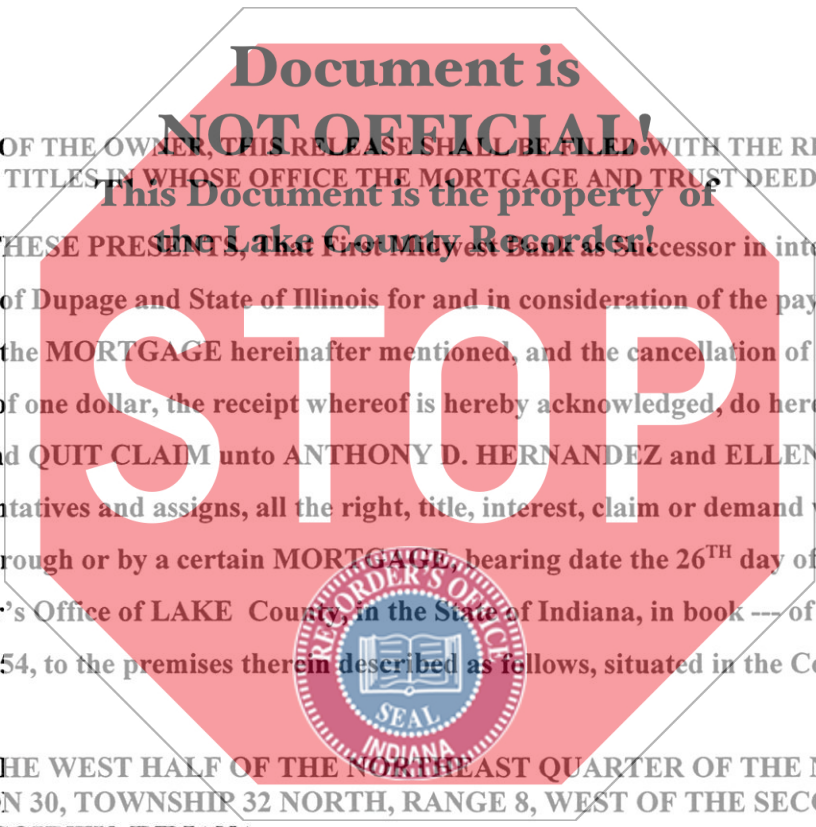 Document is
NOT OFFICIAL!
This Document is the property of
the Lake County Recorder!
OF THE OWNER, THIS RELEASE SHALL BE FILED WITH THE
TITLES IN WHOSE OFFICE THE MORTGAGE AND TRUST DEED
THESE PRESENTS, That First Midwest Bank as Successor in
of Dupage and State of Illinois for and in consideration of the
the MORTGAGE hereinafter mentioned, and the cancellation of
of one dollar, the receipt whereof is hereby acknowledged, do
QUIT CLAIM unto ANTHONY D. HERNANDEZ and ELLEN
and assigns, all the right, title, interest, claim or demand
or by a certain MORTGAGE, bearing date the 26TH day of
's Office of LAKE County, in the State of Indiana, in book --- of
54, to the premises therein described as follows, situated in the
HE WEST HALF OF THE NORTHEAST QUARTER OF THE
N 30, TOWNSHIP 32 NORTH, RANGE 8, WEST OF THE
STOP
RECORDER'S OFFICE
SEAL
INDIANA